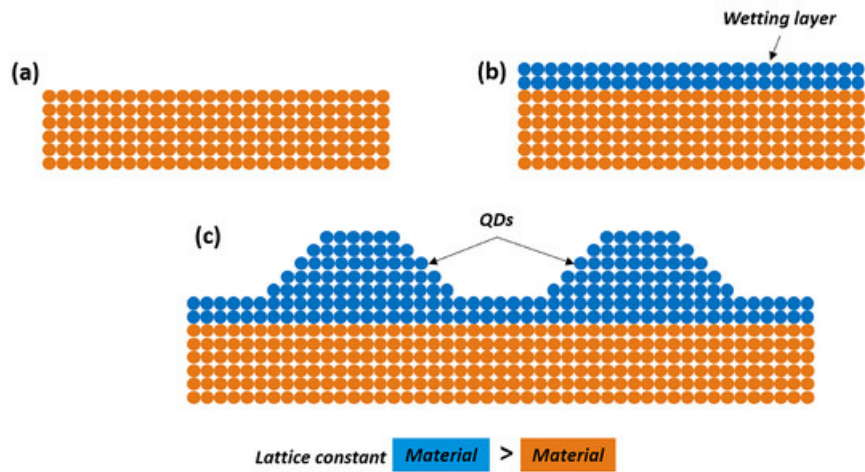 Wetting layer
(a)
(b)
QDs
(c)
Lattice constant Material > Material